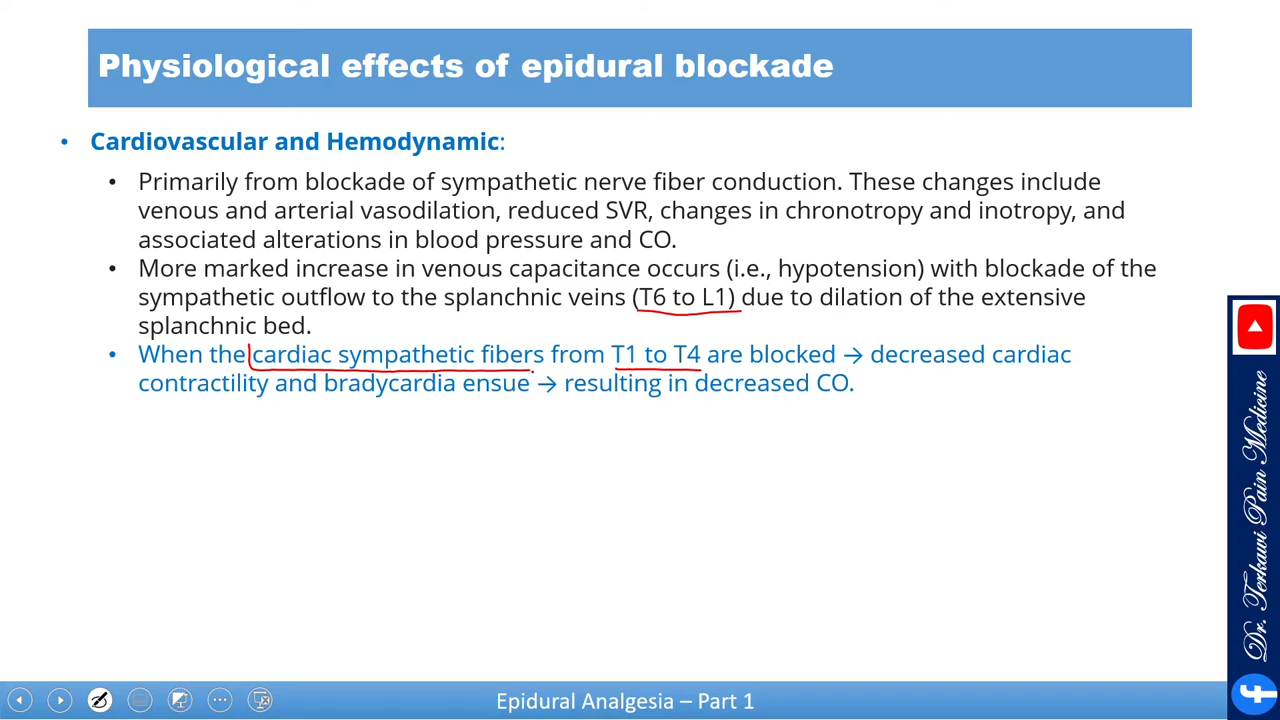 Physiological effects of epidural blockade
• Cardiovascular and Hemodynamic:
• Primarily from blockade of sympathetic nerve fiber conduction. These changes include
venous and arterial vasodilation, reduced SVR, changes in chronotropy and inotropy, and
associated alterations in blood pressure and CO.
• More marked increase in venous capacitance occurs (i.e., hypotension) with blockade of the
sympathetic outflow to the splanchnic veins (T6 to L1) due to dilation of the extensive
splanchnic bed.
• When the cardiac sympathetic fibers from T1 to T4 are blocked → decreased cardiac
contractility and bradycardia ensue → resulting in decreased CO.
Dr. Terkawi Pain Medicine
Epidural Analgesia – Part 1